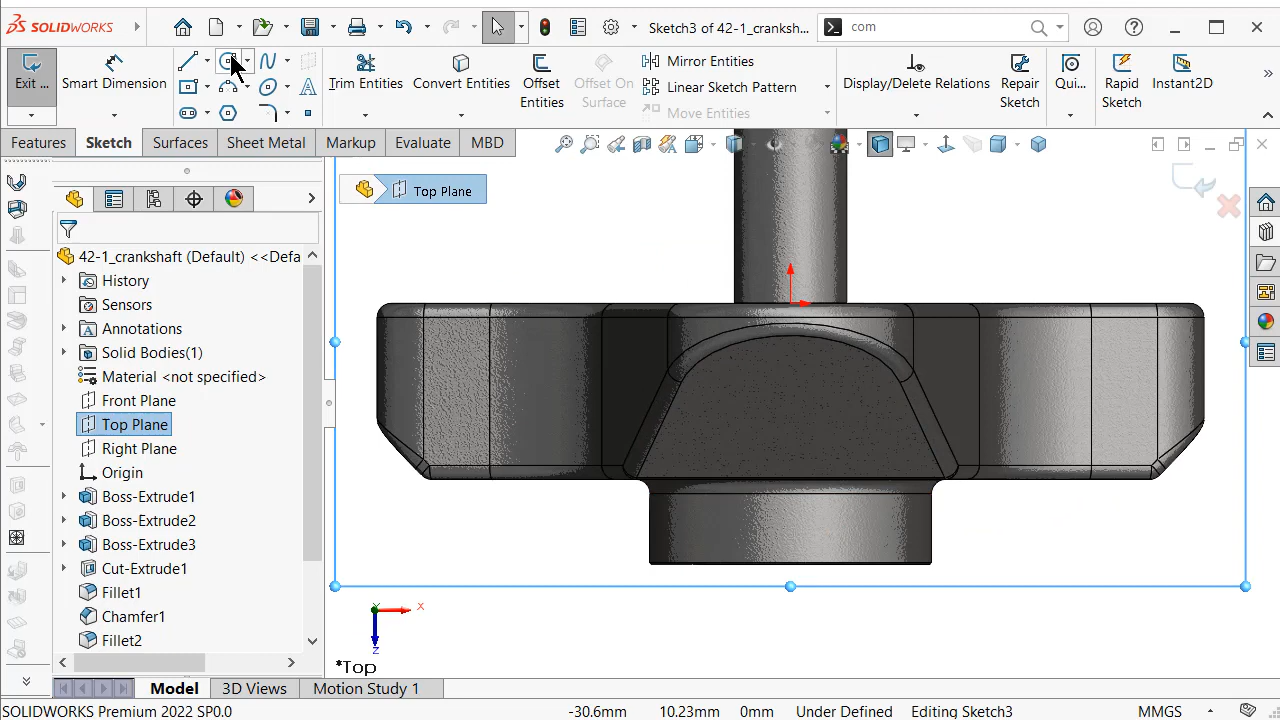 SOLIDWORKS
Sketch3 of 42-1_cranksh...
com
Exit ...
Smart Dimension
Trim Entities
Convert Entities
Offset
Entities
Offset On
Surface
Mirror Entities
Linear Sketch Pattern
Move Entities
Display/Delete Relations
Repair
Sketch
Qui...
Rapid
Sketch
Instant2D
Features
Sketch
Surfaces
Sheet Metal
Markup
Evaluate
MBD
Top Plane
42-1_crankshaft (Default) <<Defa
History
Sensors
Annotations
Solid Bodies(1)
Material <not specified>
Front Plane
Top Plane
Right Plane
Origin
Boss-Extrude1
Boss-Extrude2
Boss-Extrude3
Cut-Extrude1
Fillet1
Chamfer1
Fillet2
Y
X
Z
*Top
Model
3D Views
Motion Study 1
SOLIDWORKS Premium 2022 SP0.0
-30.6mm
10.23mm
0mm
Under Defined
Editing Sketch3
MMGS